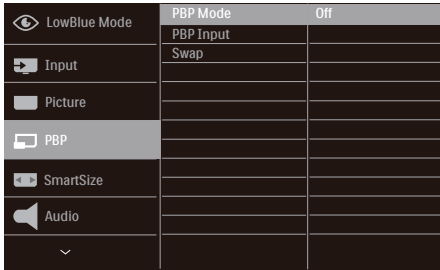 LowBlue Mode
Input
Picture
PBP
SmartSize
Audio
PBP Mode Off
PBP Input
Swap